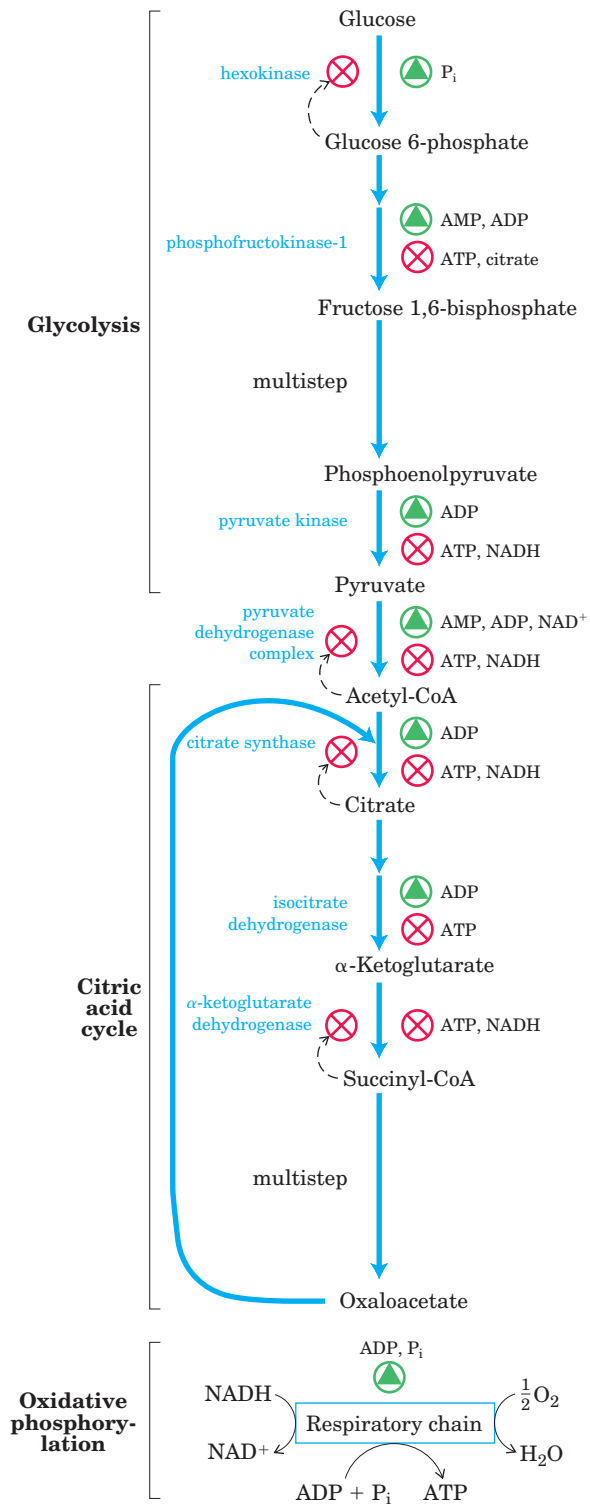 Glucose
hexokinase
Pᵢ
Glucose 6-phosphate
AMP, ADP
phosphofructokinase-1
ATP, citrate
Fructose 1,6-bisphosphate
Glycolysis
multistep
Phosphoenolpyruvate
ADP
pyruvate kinase
ATP, NADH
Pyruvate
pyruvate
dehydrogenase
complex
AMP, ADP, NAD⁺
ATP, NADH
Acetyl-CoA
citrate synthase
ADP
ATP, NADH
Citrate
isocitrate
dehydrogenase
ADP
ATP
α-Ketoglutarate
Citric
acid
cycle
α-ketoglutarate
dehydrogenase
ATP, NADH
Succinyl-CoA
multistep
Oxaloacetate
ADP, Pᵢ
Oxidative
phosphory-
lation
NADH
½O₂
Respiratory chain
NAD⁺
H₂O
ADP + Pᵢ
ATP